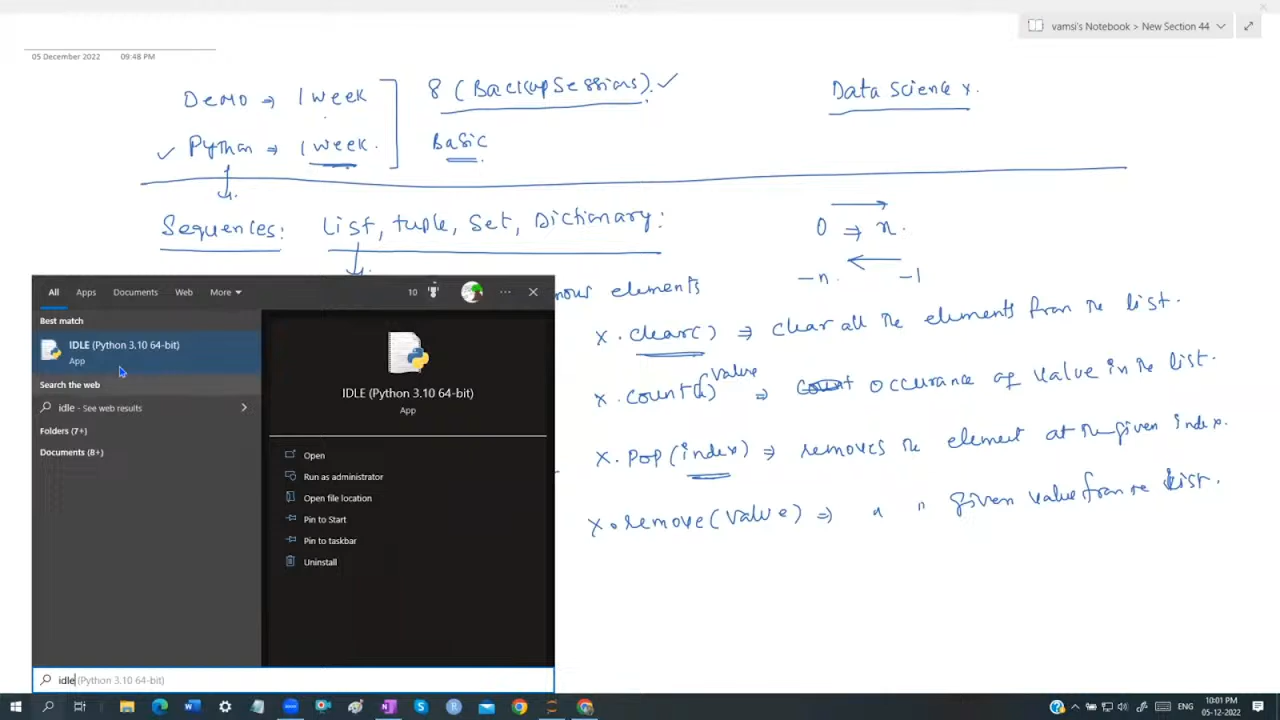 vamsi's Notebook > New Section 44
05 December 2022 09:48 PM
Demo ⇒ 1 week
8 (Backup Sessions). ✓
Data Science x.
✓ Python ⇒ 1 week.
Basic
Sequences: List, tuple, Set, Dictionary:
0 ⇒ n.
-n. -1
elements
x. clear() ⇒ clear all the elements from the list.
x. count(x) value ⇒ occurance of value in the list.
x. pop(index) ⇒ removes the element at the given index.
x. remove(value) ⇒ " " given value from the list.
All Apps Documents Web More 10 ...
Best match
IDLE (Python 3.10 64-bit)
App
Search the web
idle - See web results
Folders (7+)
Documents (8+)
IDLE (Python 3.10 64-bit)
App
Open
Run as administrator
Open file location
Pin to Start
Pin to taskbar
Uninstall
idle (Python 3.10 64-bit)
ENG
10:01 PM
05-12-2022